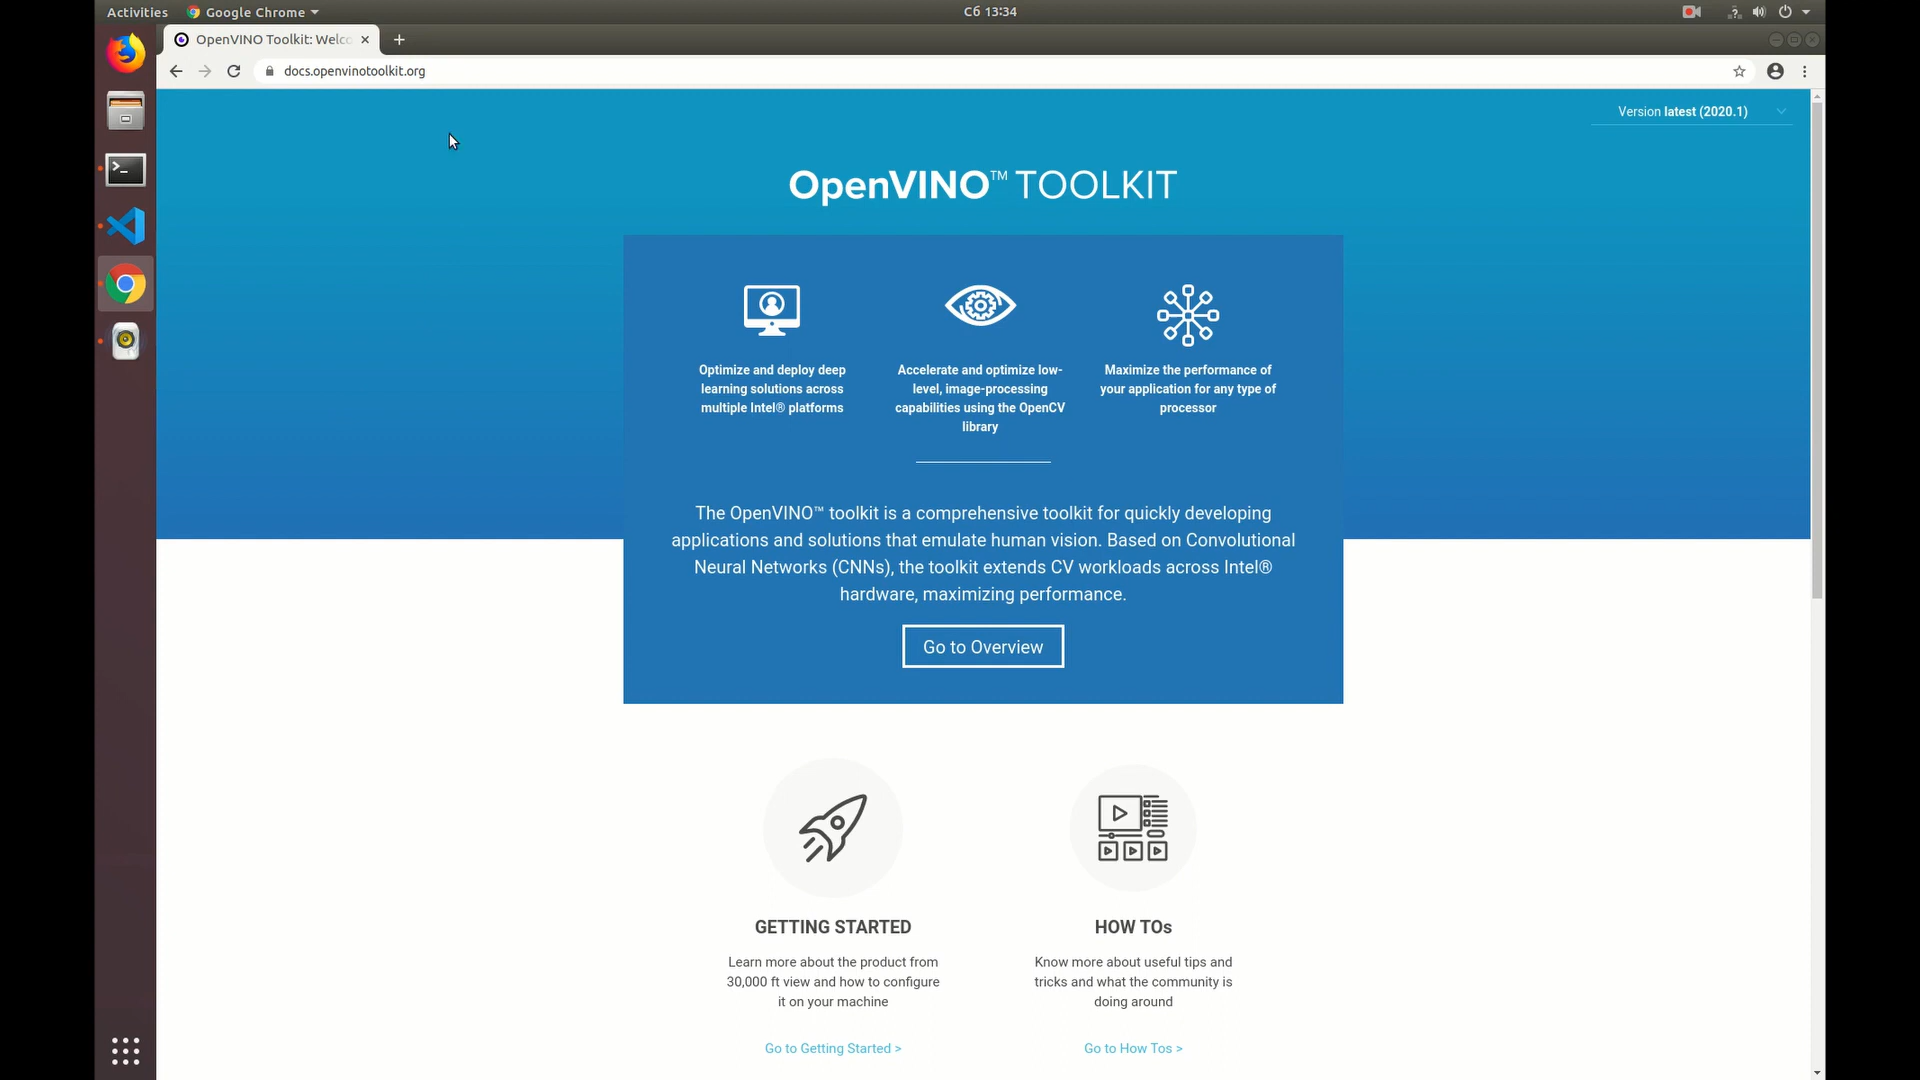 Activities
Google Chrome
Сб 13:34
OpenVINO Toolkit: Welco
docs.openvinotoolkit.org
Version latest (2020.1)
OpenVINO™ TOOLKIT
Optimize and deploy deep
learning solutions across
multiple Intel® platforms
Accelerate and optimize low-
level, image-processing
capabilities using the OpenCV
library
Maximize the performance of
your application for any type of
processor
The OpenVINO™ toolkit is a comprehensive toolkit for quickly developing
applications and solutions that emulate human vision. Based on Convolutional
Neural Networks (CNNs), the toolkit extends CV workloads across Intel®
hardware, maximizing performance.
Go to Overview
GETTING STARTED
Learn more about the product from
30,000 ft view and how to configure
it on your machine
Go to Getting Started >
HOW TOs
Know more about useful tips and
tricks and what the community is
doing around
Go to How Tos >